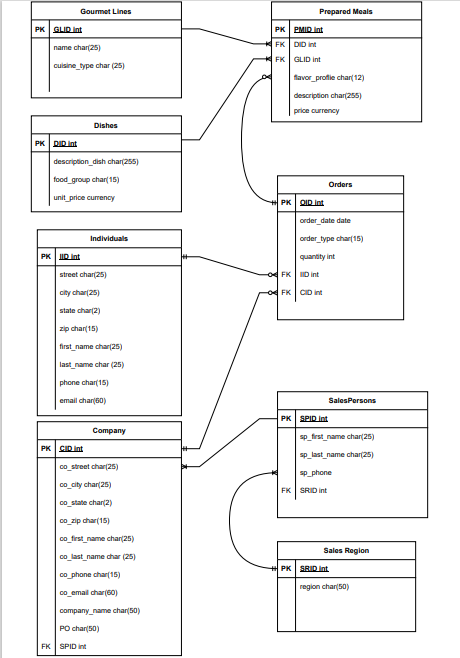 Gourmet Lines
PK GLID int
name char(25)
cuisine_type char (25)
Prepared Meals
PK PMID int
FK DID int
FK GLID int
flavor_profile char(12)
description char(255)
price currency
Dishes
PK DID int
description_dish char(255)
food_group char(15)
unit_price currency
Orders
PK OID int
order_date date
order_type char(15)
quantity int
FK IID int
FK CID int
Individuals
PK IID int
street char(25)
city char(25)
state char(2)
zip char(15)
first_name char(25)
last_name char (25)
phone char(15)
email char(60)
SalesPersons
PK SPID int
sp_first_name char(25)
sp_last_name char(25)
sp_phone
FK SRID int
Company
PK CID int
co_street char(25)
co_city char(25)
co_state char(2)
co_zip char(15)
co_first_name char(25)
co_last_name char (25)
co_phone char(15)
co_email char(60)
company_name char(50)
PO char(50)
FK SPID int
Sales Region
PK SRID int
region char(50)